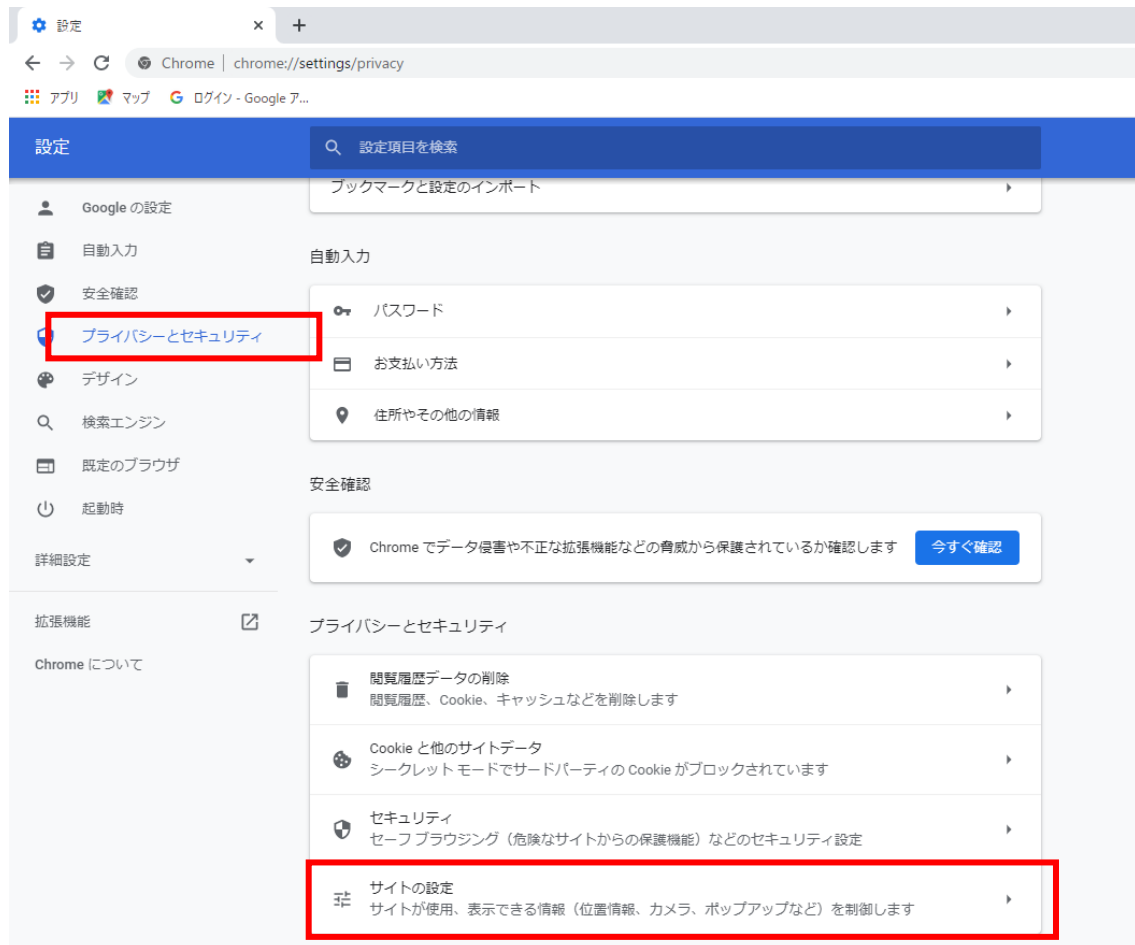 設定
Chrome | chrome://settings/privacy
アプリ マップ ログイン - Google ア...
設定
設定項目を検索
ブックマークと設定のインポート
Google の設定
自動入力
安全確認
プライバシーとセキュリティ
デザイン
検索エンジン
既定のブラウザ
起動時
詳細設定
拡張機能
Chrome について
自動入力
パスワード
お支払い方法
住所やその他の情報
安全確認
Chrome でデータ侵害や不正な拡張機能などの脅威から保護されているか確認します 今すぐ確認
プライバシーとセキュリティ
閲覧履歴データの削除
閲覧履歴、Cookie、キャッシュなどを削除します
Cookie と他のサイトデータ
シークレット モードでサードパーティの Cookie がブロックされています
セキュリティ
セーフ ブラウジング（危険なサイトからの保護機能）などのセキュリティ設定
サイトの設定
サイトが使用、表示できる情報（位置情報、カメラ、ポップアップなど）を制御します